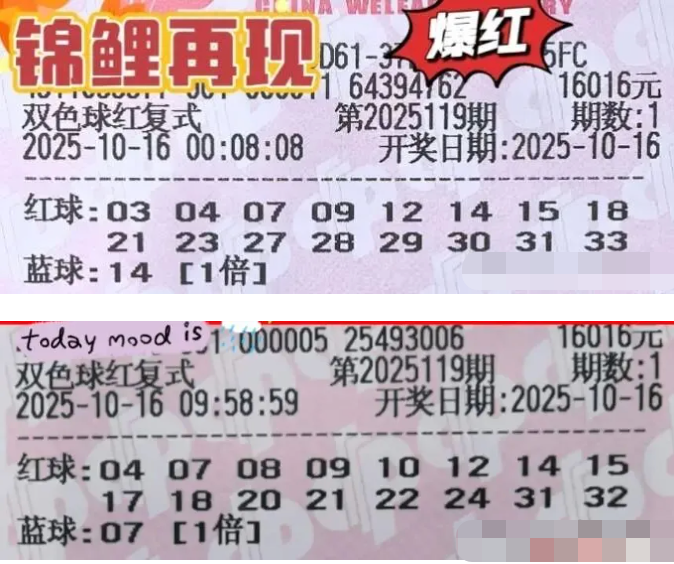 CHINA WELFARE LOTTERY
锦鲤再现
爆红
64394762 16016元
双色球红复式 第2025119期 期数:1
2025-10-16 00:08:08 开奖日期:2025-10-16
红球:03 04 07 09 12 14 15 18
21 23 27 28 29 30 31 33
蓝球:14 [1倍]
today mood is
000005 25493006 16016元
双色球红复式 第2025119期 期数:1
2025-10-16 09:58:59 开奖日期:2025-10-16
红球:04 07 08 09 10 12 14 15
17 18 20 21 22 24 31 32
蓝球:07 [1倍]